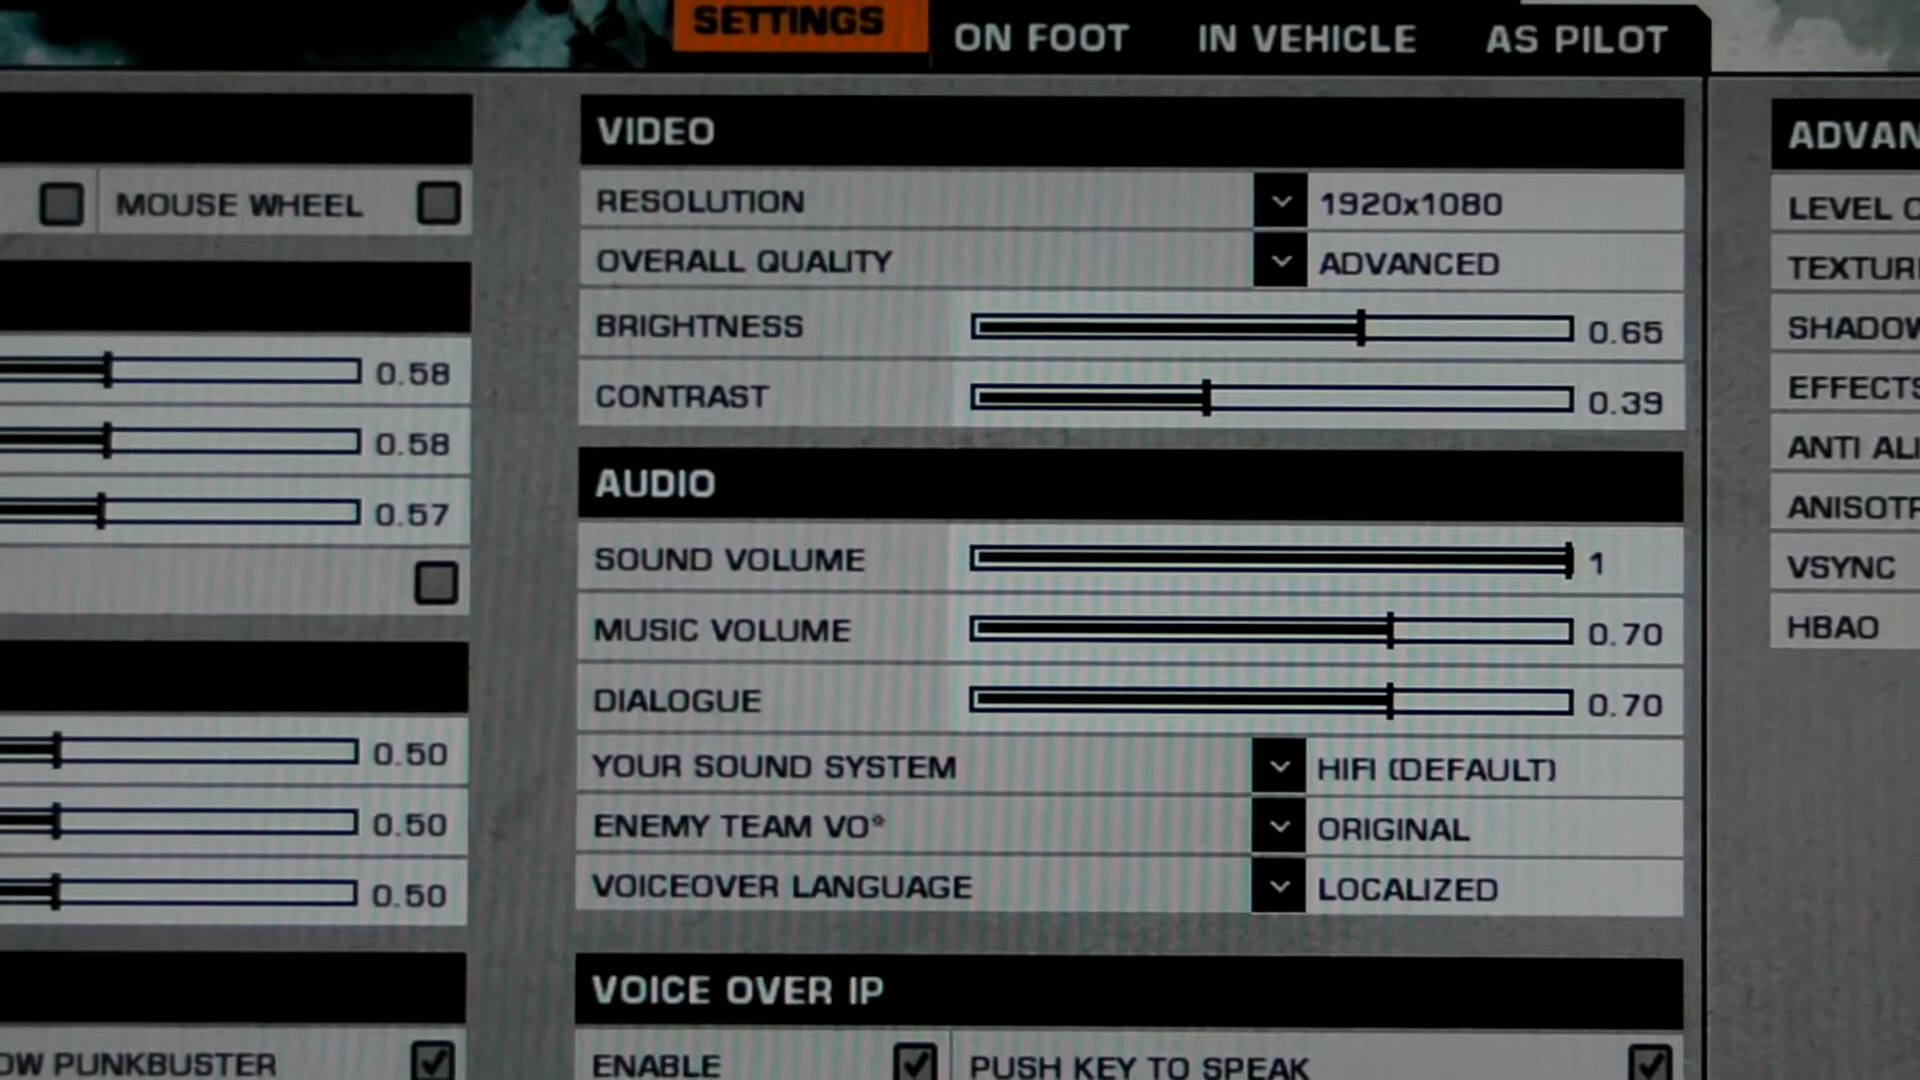 SETTINGS
ON FOOT
IN VEHICLE
AS PILOT
MOUSE WHEEL
0.58
0.58
0.57
0.50
0.50
0.50
PUNKBUSTER
VIDEO
RESOLUTION 1920x1080
OVERALL QUALITY ADVANCED
BRIGHTNESS 0.65
CONTRAST 0.39
AUDIO
SOUND VOLUME 1
MUSIC VOLUME 0.70
DIALOGUE 0.70
YOUR SOUND SYSTEM HIFI (DEFAULT)
ENEMY TEAM VO* ORIGINAL
VOICEOVER LANGUAGE LOCALIZED
VOICE OVER IP
ENABLE PUSH KEY TO SPEAK
LEVEL
ANTI
VSYNC
HBAO